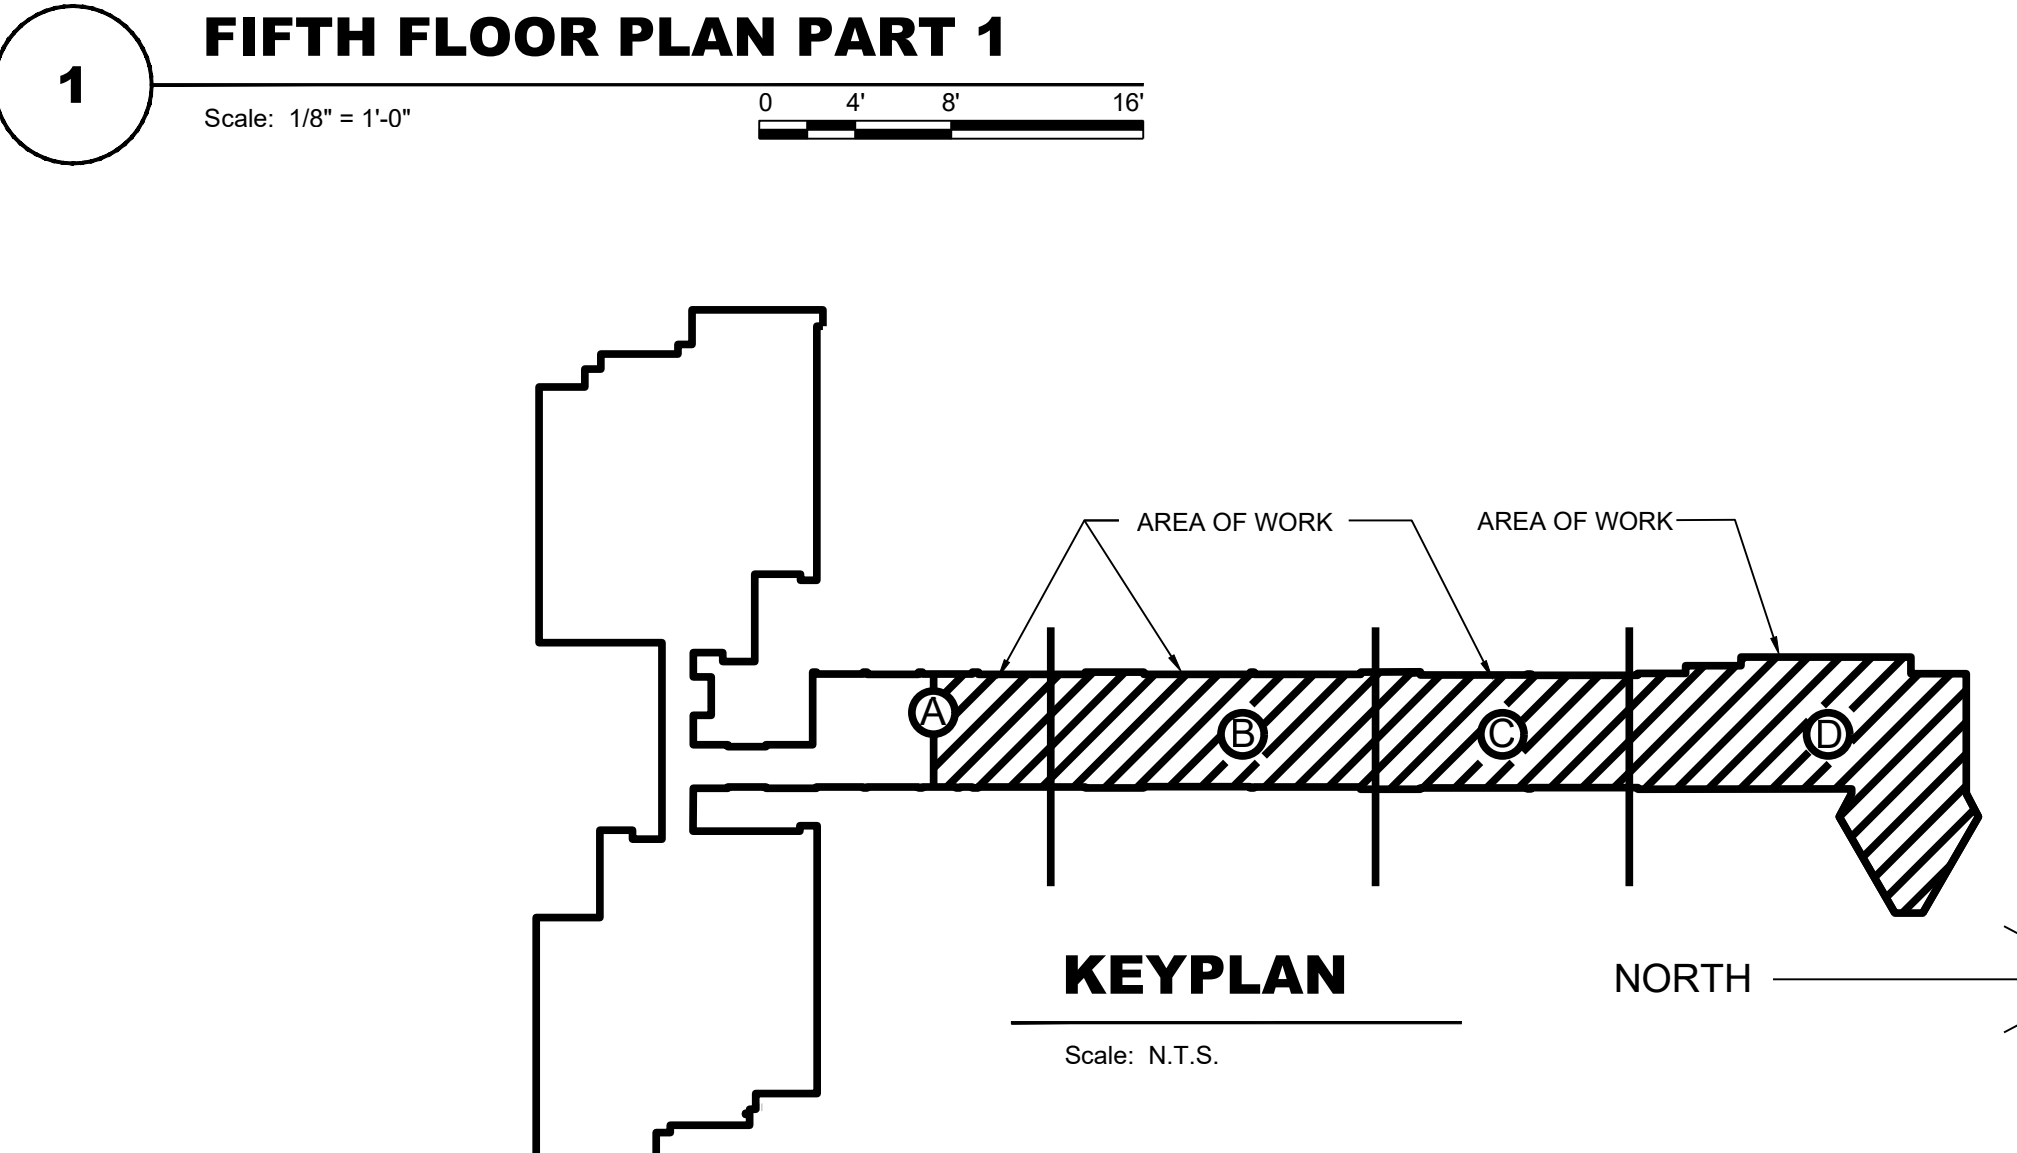 FIFTH FLOOR PLAN PART 1
1
Scale: 1/8" = 1'-0"
0 4' 8' 16'
AREA OF WORK
AREA OF WORK
A
B
C
D
KEYPLAN
NORTH
Scale: N.T.S.